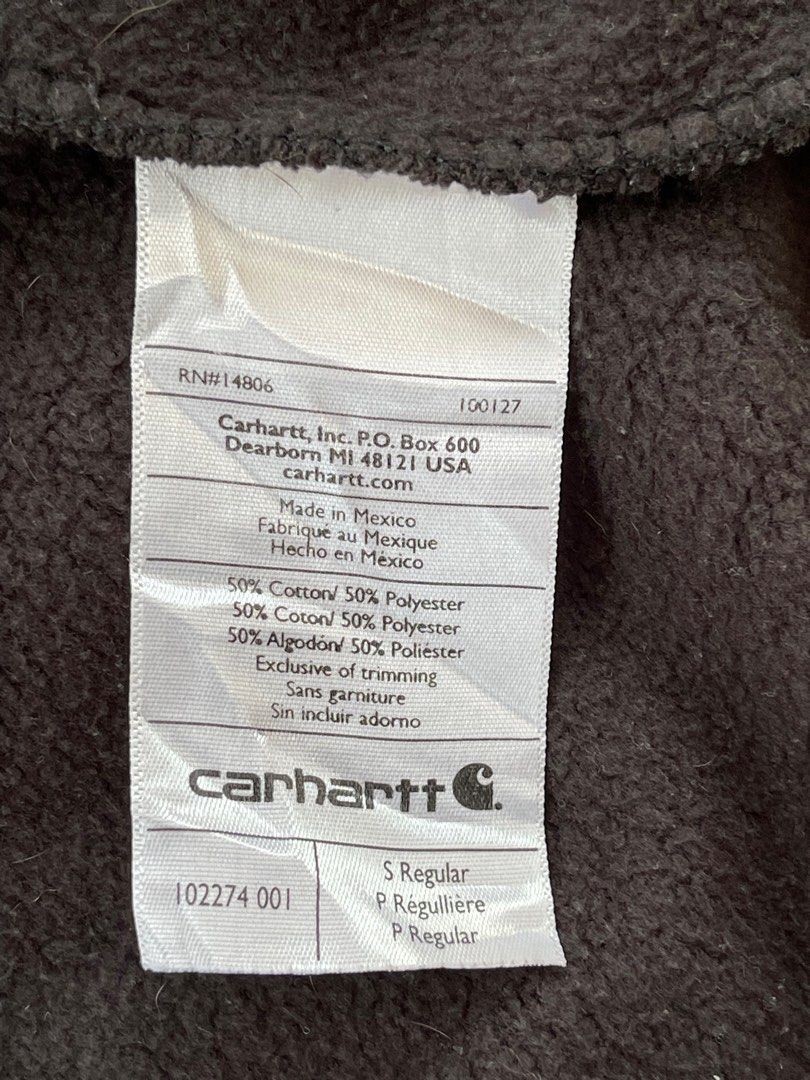 RN#14806
100127
Carhartt, Inc. P.O. Box 600
Dearborn MI 48121 USA
carhartt.com
Made in Mexico
Fabriqué au Mexique
Hecho en México
50% Cotton/ 50% Polyester
50% Coton/ 50% Polyester
50% Algodón/ 50% Poliéster
Exclusive of trimming
Sans garniture
Sin incluir adorno
carhartt
102274 001
S Regular
P Régullière
P Regular